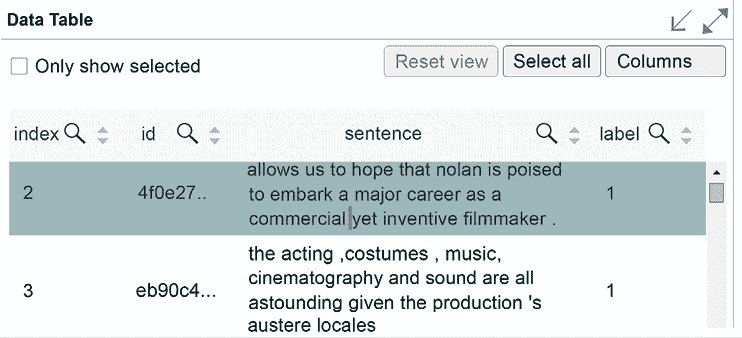 Data Table
Only show selected
Reset view Select all Columns
index id sentence label
allows us to hope that nolan is poised
2 4f0e27.. to embark a major career as a 1
commercial yet inventive filmmaker .
the acting ,costumes , music,
3 eb90c4... cinematography and sound are all 1
astounding given the production 's
austere locales